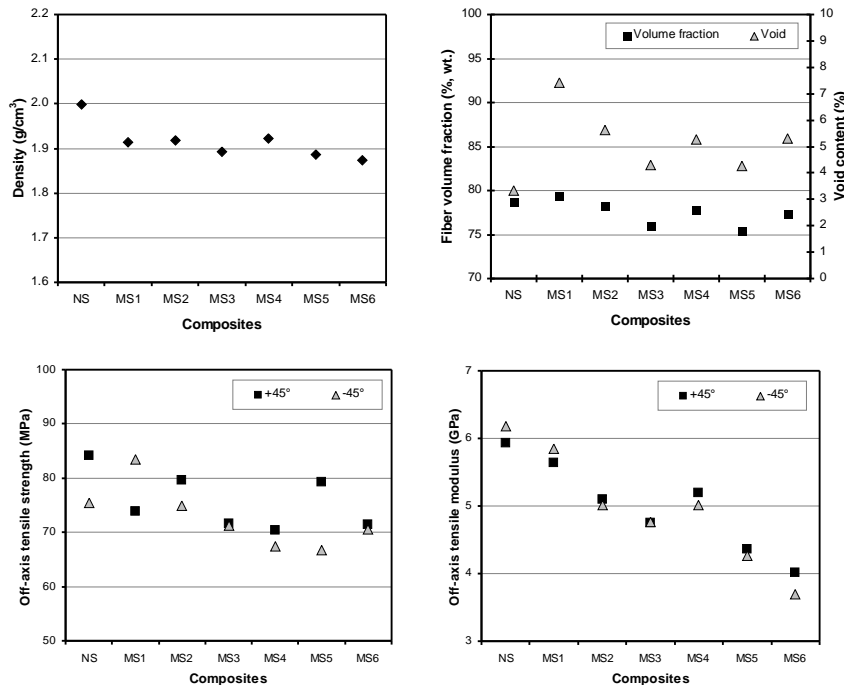 2.2
2.1
2.0
1.9
1.8
1.7
1.6
Density (g/cm³)
NS MS1 MS2 MS3 MS4 MS5 MS6
Composites
100
95
90
85
80
75
70
Fiber volume fraction (%, wt.)
Volume fraction Void
10
9
8
7
6
5
4
3
2
1
0
Void content (%)
NS MS1 MS2 MS3 MS4 MS5 MS6
Composites
100
90
80
70
60
50
Off-axis tensile strength (MPa)
+45° -45°
NS MS1 MS2 MS3 MS4 MS5 MS6
Composites
7
6
5
4
3
Off-axis tensile modulus (GPa)
+45° -45°
NS MS1 MS2 MS3 MS4 MS5 MS6
Composites